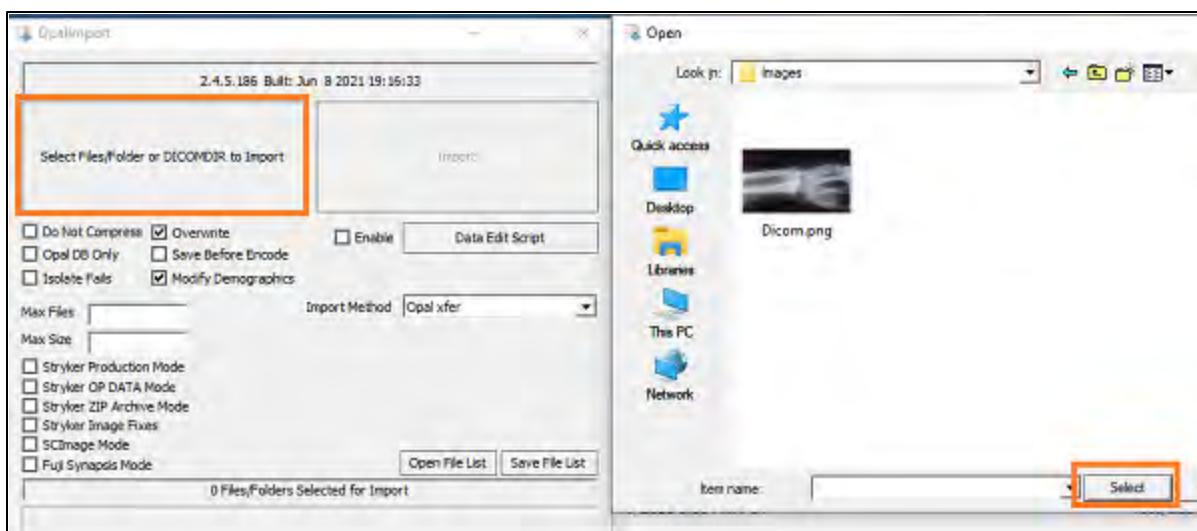 OpalImport
2.4.5.186 Built: Jun 8 2021 19:16:33
Select Files/Folder or DICOMDIR to Import
Import
Do Not Compress Overwrite
Enable Data Edit Script
Opal DB Only Save Before Encode
Isolate Fails Modify Demographics
Max Files
Import Method Opal xfer
Max Size
Stryker Production Mode
Stryker OP DATA Mode
Stryker ZIP Archive Mode
Stryker Image Fixes
SCImage Mode
Fuji Synapsis Mode
Open File List Save File List
0 Files/Folders Selected for Import
Open
Look in: Images
Quick access
Desktop
Libraries
This PC
Network
Dicom.png
Item name: Select